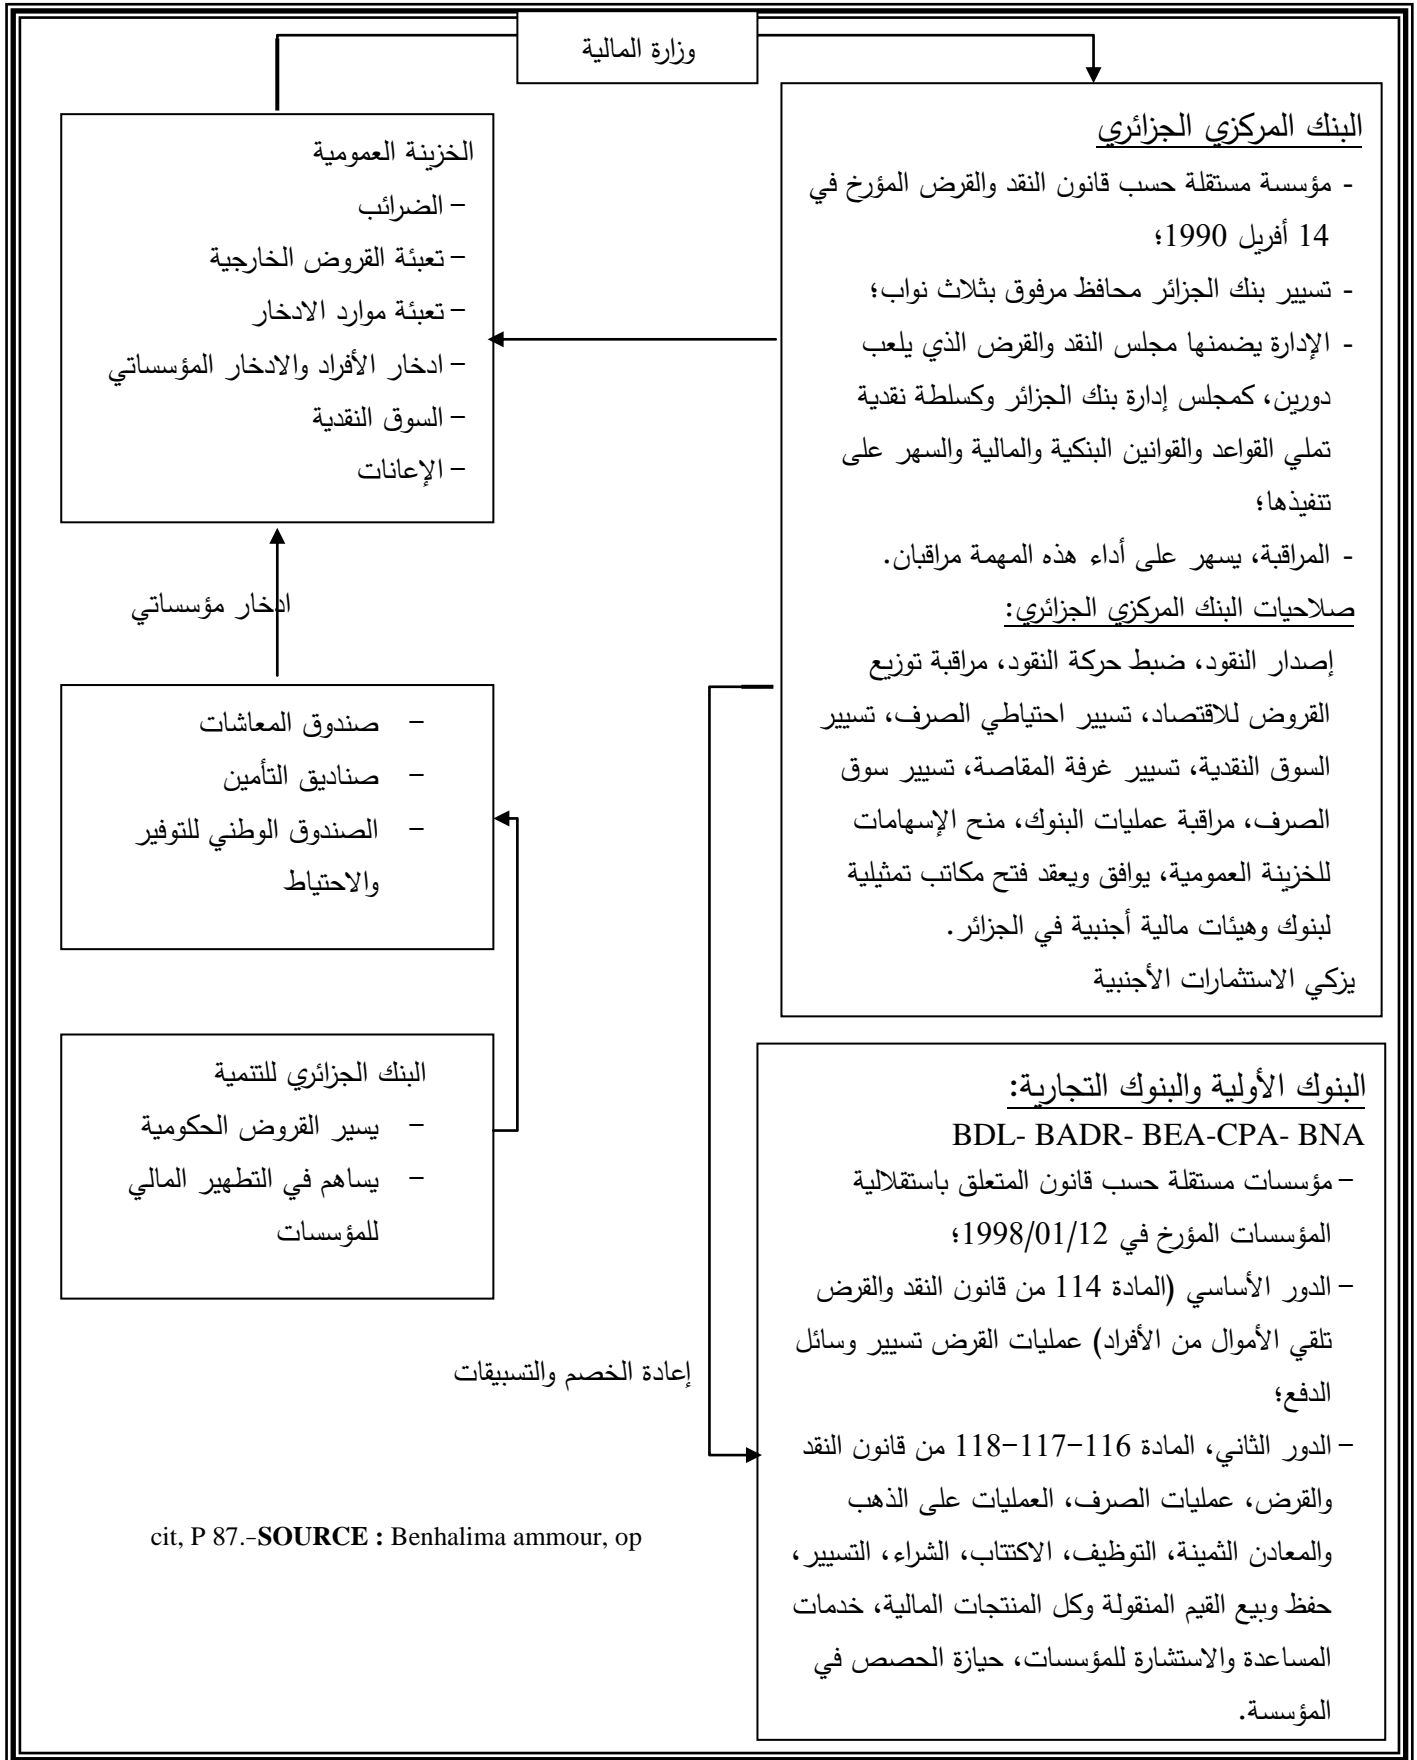 وزارة المالية
البنك المركزي الجزائري
- مؤسسة مستقلة حسب قانون النقد والقرض المؤرخ في
14 أفريل 1990؛
- تسيير بنك الجزائر محافظ مرفوق بثلاث نواب؛
- الإدارة يضمنها مجلس النقد والقرض الذي يلعب
دورين، كمجلس إدارة بنك الجزائر وكسلطة نقدية
تملي القواعد والقوانين البنكية والمالية والسهر على
تنفيذها؛
- المراقبة، يسهر على أداء هذه المهمة مراقبان.
صلاحيات البنك المركزي الجزائري:
إصدار النقود، ضبط حركة النقود، مراقبة توزيع
القروض للاقتصاد، تسيير احتياطي الصرف، تسيير
السوق النقدية، تسيير غرفة المقاصة، تسيير سوق
الصرف، مراقبة عمليات البنوك، منح الإسهامات
للخزينة العمومية، يوافق ويعقد فتح مكاتب تمثيلية
لبنوك وهيئات مالية أجنبية في الجزائر.
يزكي الاستثمارات الأجنبية
الخزينة العمومية
– الضرائب
– تعبئة القروض الخارجية
– تعبئة موارد الادخار
– ادخار الأفراد والادخار المؤسساتي
– السوق النقدية
– الإعانات
ادخار مؤسساتي
– صندوق المعاشات
– صناديق التأمين
– الصندوق الوطني للتوفير
والاحتياط
البنك الجزائري للتنمية
– يسير القروض الحكومية
– يساهم في التطهير المالي
للمؤسسات
إعادة الخصم والتسبيقات
البنوك الأولية والبنوك التجارية:
BDL- BADR- BEA-CPA- BNA
– مؤسسات مستقلة حسب قانون المتعلق باستقلالية
المؤسسات المؤرخ في 1998/01/12؛
– الدور الأساسي (المادة 114 من قانون النقد والقرض
تلقي الأموال من الأفراد) عمليات القرض تسيير وسائل
الدفع؛
– الدور الثاني، المادة 116–117–118 من قانون النقد
والقرض، عمليات الصرف، العمليات على الذهب
والمعادن الثمينة، التوظيف، الاكتتاب، الشراء، التسيير،
حفظ وبيع القيم المنقولة وكل المنتجات المالية، خدمات
المساعدة والاستشارة للمؤسسات، حيازة الحصص في
المؤسسة.
cit, P 87.-SOURCE : Benhalima ammour, op